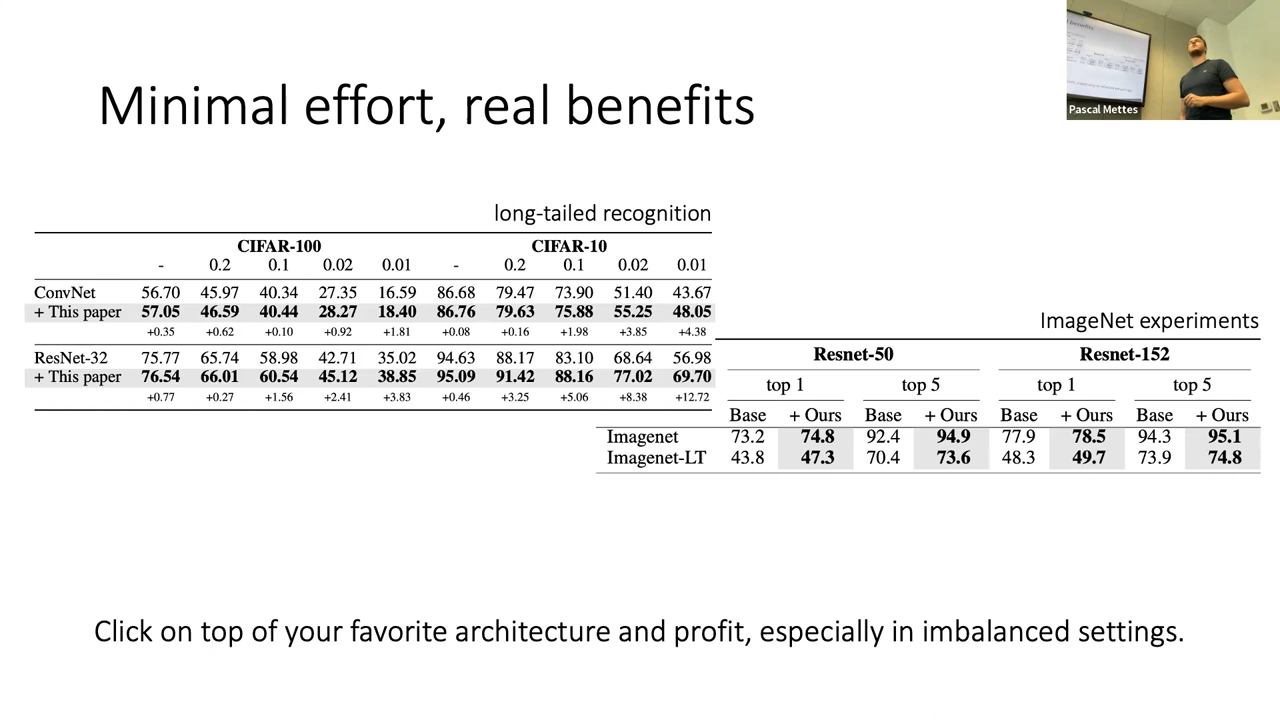 Minimal effort, real benefits
Pascal Mettes
long-tailed recognition
CIFAR-100 CIFAR-10
- 0.2 0.1 0.02 0.01 - 0.2 0.1 0.02 0.01
ConvNet 56.70 45.97 40.34 27.35 16.59 86.68 79.47 73.90 51.40 43.67
+ This paper 57.05 46.59 40.44 28.27 18.40 86.76 79.63 75.88 55.25 48.05
+0.35 +0.62 +0.10 +0.92 +1.81 +0.08 +0.16 +1.98 +3.85 +4.38
ResNet-32 75.77 65.74 58.98 42.71 35.02 94.63 88.17 83.10 68.64 56.98
+ This paper 76.54 66.01 60.54 45.12 38.85 95.09 91.42 88.16 77.02 69.70
+0.77 +0.27 +1.56 +2.41 +3.83 +0.46 +3.25 +5.06 +8.38 +12.72
ImageNet experiments
Resnet-50 Resnet-152
top 1 top 5 top 1 top 5
Base + Ours Base + Ours Base + Ours Base + Ours
Imagenet 73.2 74.8 92.4 94.9 77.9 78.5 94.3 95.1
Imagenet-LT 43.8 47.3 70.4 73.6 48.3 49.7 73.9 74.8
Click on top of your favorite architecture and profit, especially in imbalanced settings.